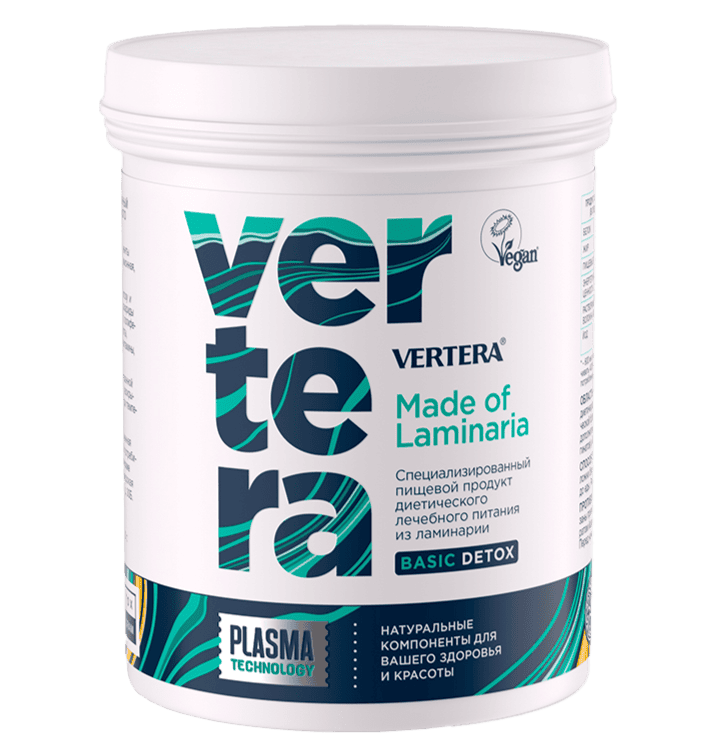 ver
te
ra
Vegan
VERTERA®
Made of
Laminaria
Специализированный
пищевой продукт
диетического
лечебного питания
из ламинарии
BASIC DETOX
PLASMA
TECHNOLOGY
НАТУРАЛЬНЫЕ
КОМПОНЕНТЫ ДЛЯ
ВАШЕГО ЗДОРОВЬЯ
И КРАСОТЫ